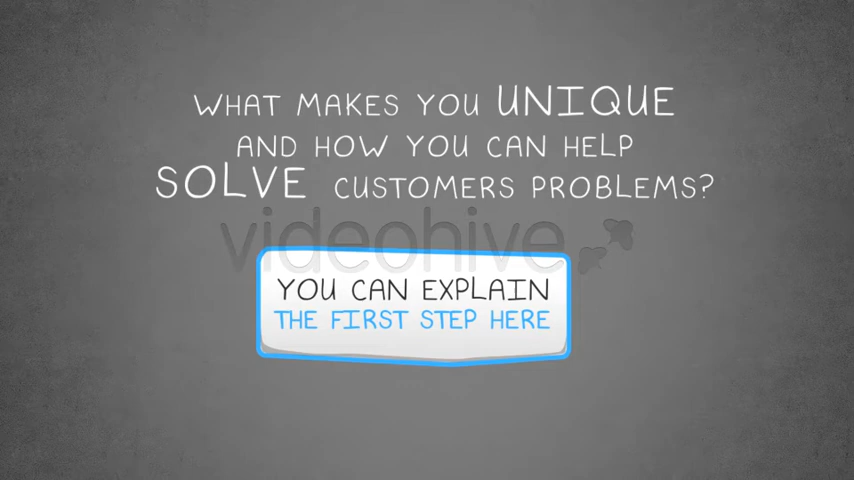 WHAT MAKES YOU UNIQUE
AND HOW YOU CAN HELP
SOLVE CUSTOMERS PROBLEMS?
videohive
YOU CAN EXPLAIN
THE FIRST STEP HERE